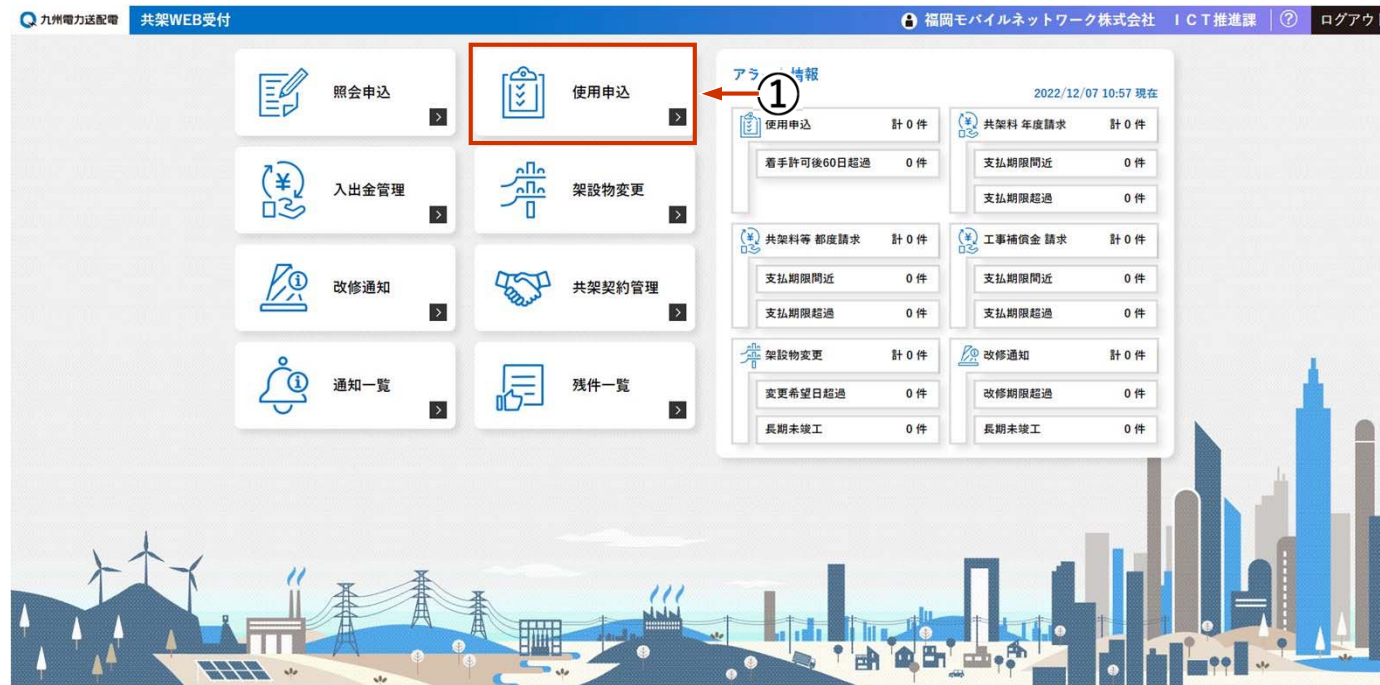 九州電力送配電 共架WEB受付 福岡モバイルネットワーク株式会社 ICT推進課 ? ログアウ
照会申込
使用申込
入出金管理
架設物変更
改修通知
共架契約管理
通知一覧
残件一覧
①
情報
2022/12/07 10:57 現在
使用申込 計 0 件
着手許可後60日超過 0 件
共架料 年度請求 計 0 件
支払期限間近 0 件
支払期限超過 0 件
共架料等 都度請求 計 0 件
支払期限間近 0 件
支払期限超過 0 件
工事補償金 請求 計 0 件
支払期限間近 0 件
支払期限超過 0 件
架設物変更 計 0 件
変更希望日超過 0 件
長期未竣工 0 件
改修通知 計 0 件
改修期限超過 0 件
長期未竣工 0 件